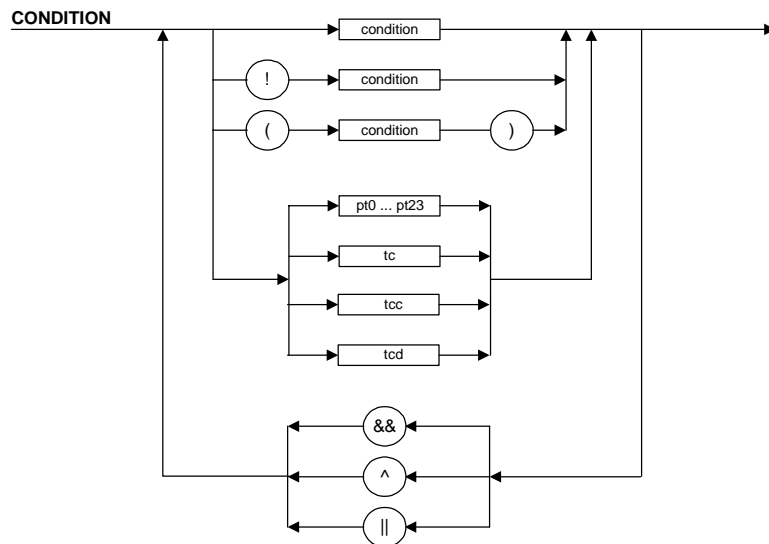 CONDITION
condition
! condition
( condition )
pt0 ... pt23
tc
tcc
tcd
&&
^
||